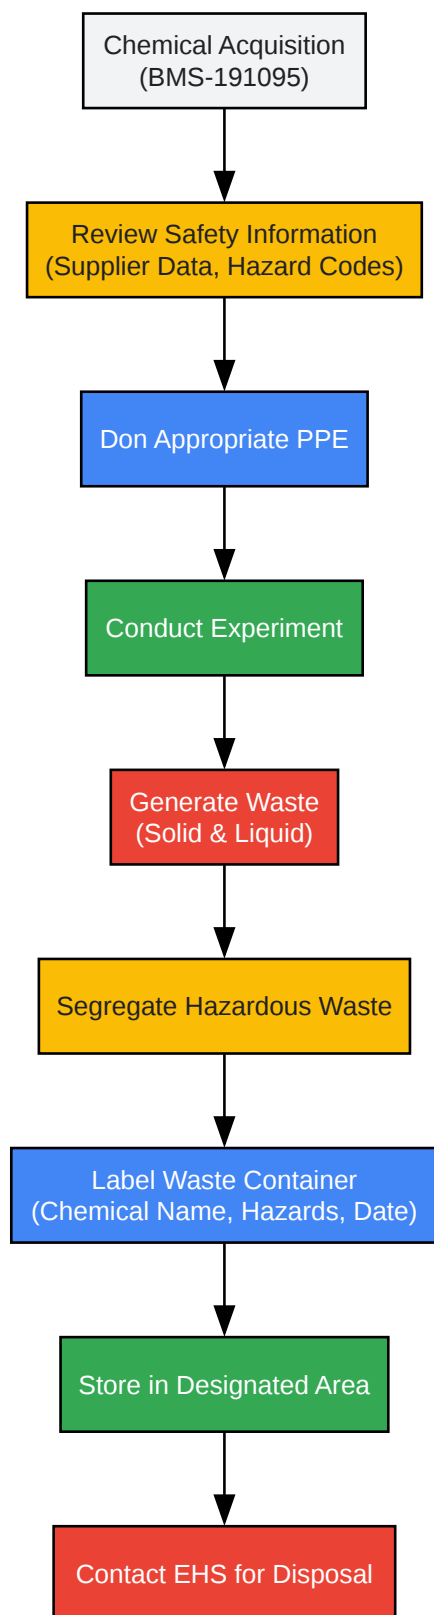 Chemical Acquisition
(BMS-191095)
Review Safety Information
(Supplier Data, Hazard Codes)
Don Appropriate PPE
Conduct Experiment
Generate Waste
(Solid & Liquid)
Segregate Hazardous Waste
Label Waste Container
(Chemical Name, Hazards, Date)
Store in Designated Area
Contact EHS for Disposal